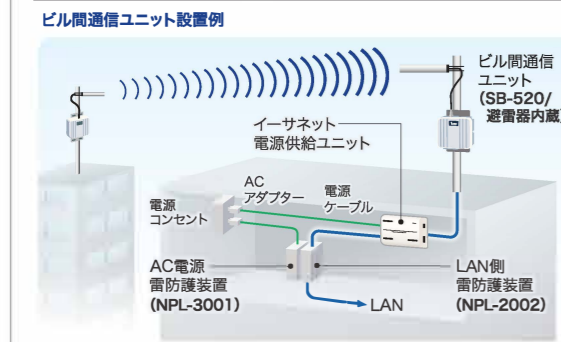 ビル間通信ユニット設置例
ビル間通信
ユニット
(SB-520/
避雷器内蔵)
イーサネット
電源供給ユニット
AC
アダプター
電源
ケーブル
電源
コンセント
AC電源
雷防護装置
(NPL-3001)
LAN側
雷防護装置
(NPL-2002)
LAN